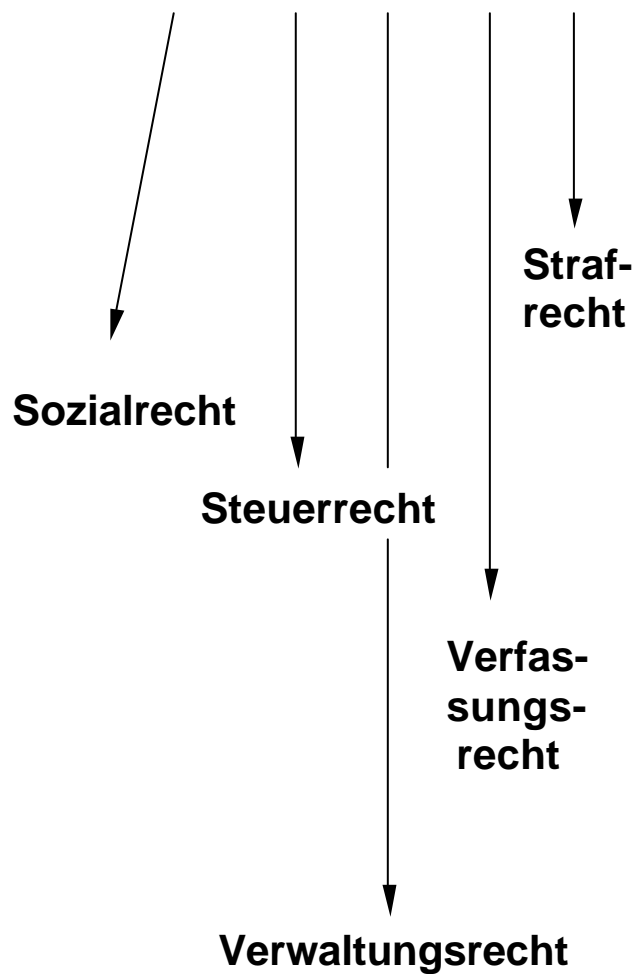 Straf-
recht
Sozialrecht
Steuerrecht
Verfas-
sungs-
recht
Verwaltungsrecht